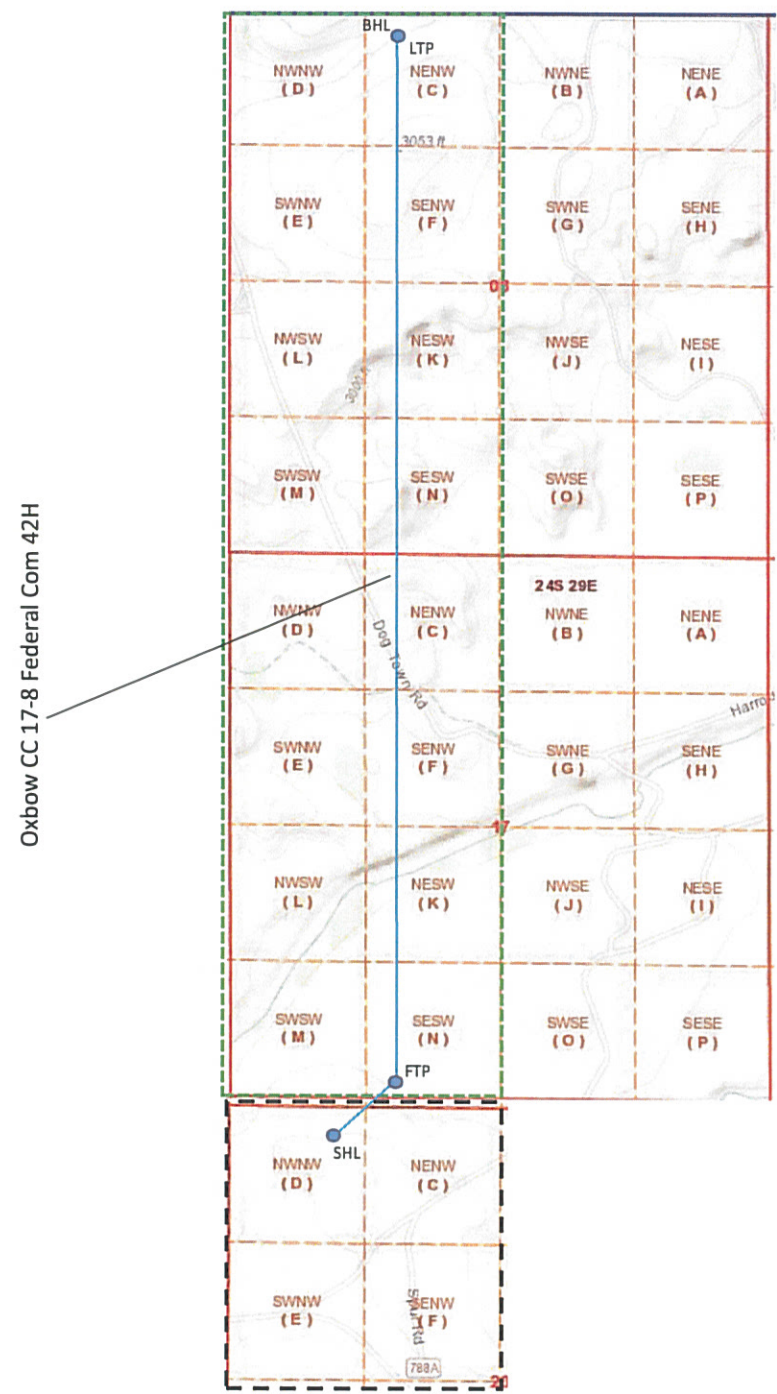 BHL
LTP
NWNW
(D)
NENW
(C)
NWNE
(B)
NENE
(A)
3053 ft
SWNW
(E)
SENW
(F)
SWNE
(G)
SENE
(H)
NWSW
(L)
NESW
(K)
NWSE
(J)
NESE
(I)
3000 ft
SWSW
(M)
SESW
(N)
SWSE
(O)
SESE
(P)
Oxbow CC 17-8 Federal Com 42H
24S 29E
NWNW
(D)
NENW
(C)
NWNE
(B)
NENE
(A)
Dog Town Rd
SWNW
(E)
SENW
(F)
SWNE
(G)
SENE
(H)
17
NWSW
(L)
NESW
(K)
NWSE
(J)
NESE
(I)
SWSW
(M)
SESW
(N)
SWSE
(O)
SESE
(P)
FTP
SHL
NWNW
(D)
NENW
(C)
SWNW
(E)
SENW
(F)
788A